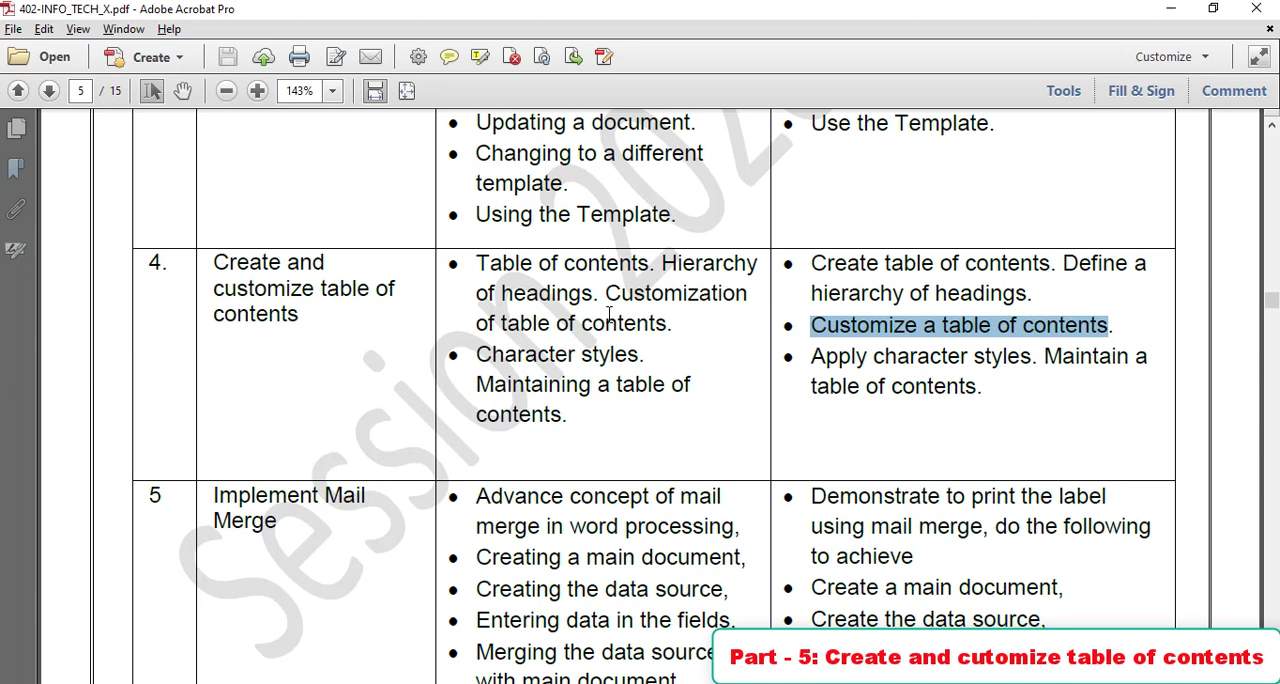 402-INFO_TECH_X.pdf - Adobe Acrobat Pro
File Edit View Window Help
Open Create Customize
5 / 15 143% Tools Fill & Sign Comment
Updating a document.
Changing to a different
template.
Using the Template.
Use the Template.
4.
Create and
customize table of
contents
Table of contents. Hierarchy
of headings. Customization
of table of contents.
Character styles.
Maintaining a table of
contents.
Create table of contents. Define a
hierarchy of headings.
Customize a table of contents.
Apply character styles. Maintain a
table of contents.
5
Implement Mail
Merge
Advance concept of mail
merge in word processing,
Creating a main document,
Creating the data source,
Entering data in the fields,
Merging the data source
with main document
Demonstrate to print the label
using mail merge, do the following
to achieve
Create a main document,
Create the data source,
Session 202
Part - 5: Create and cutomize table of contents